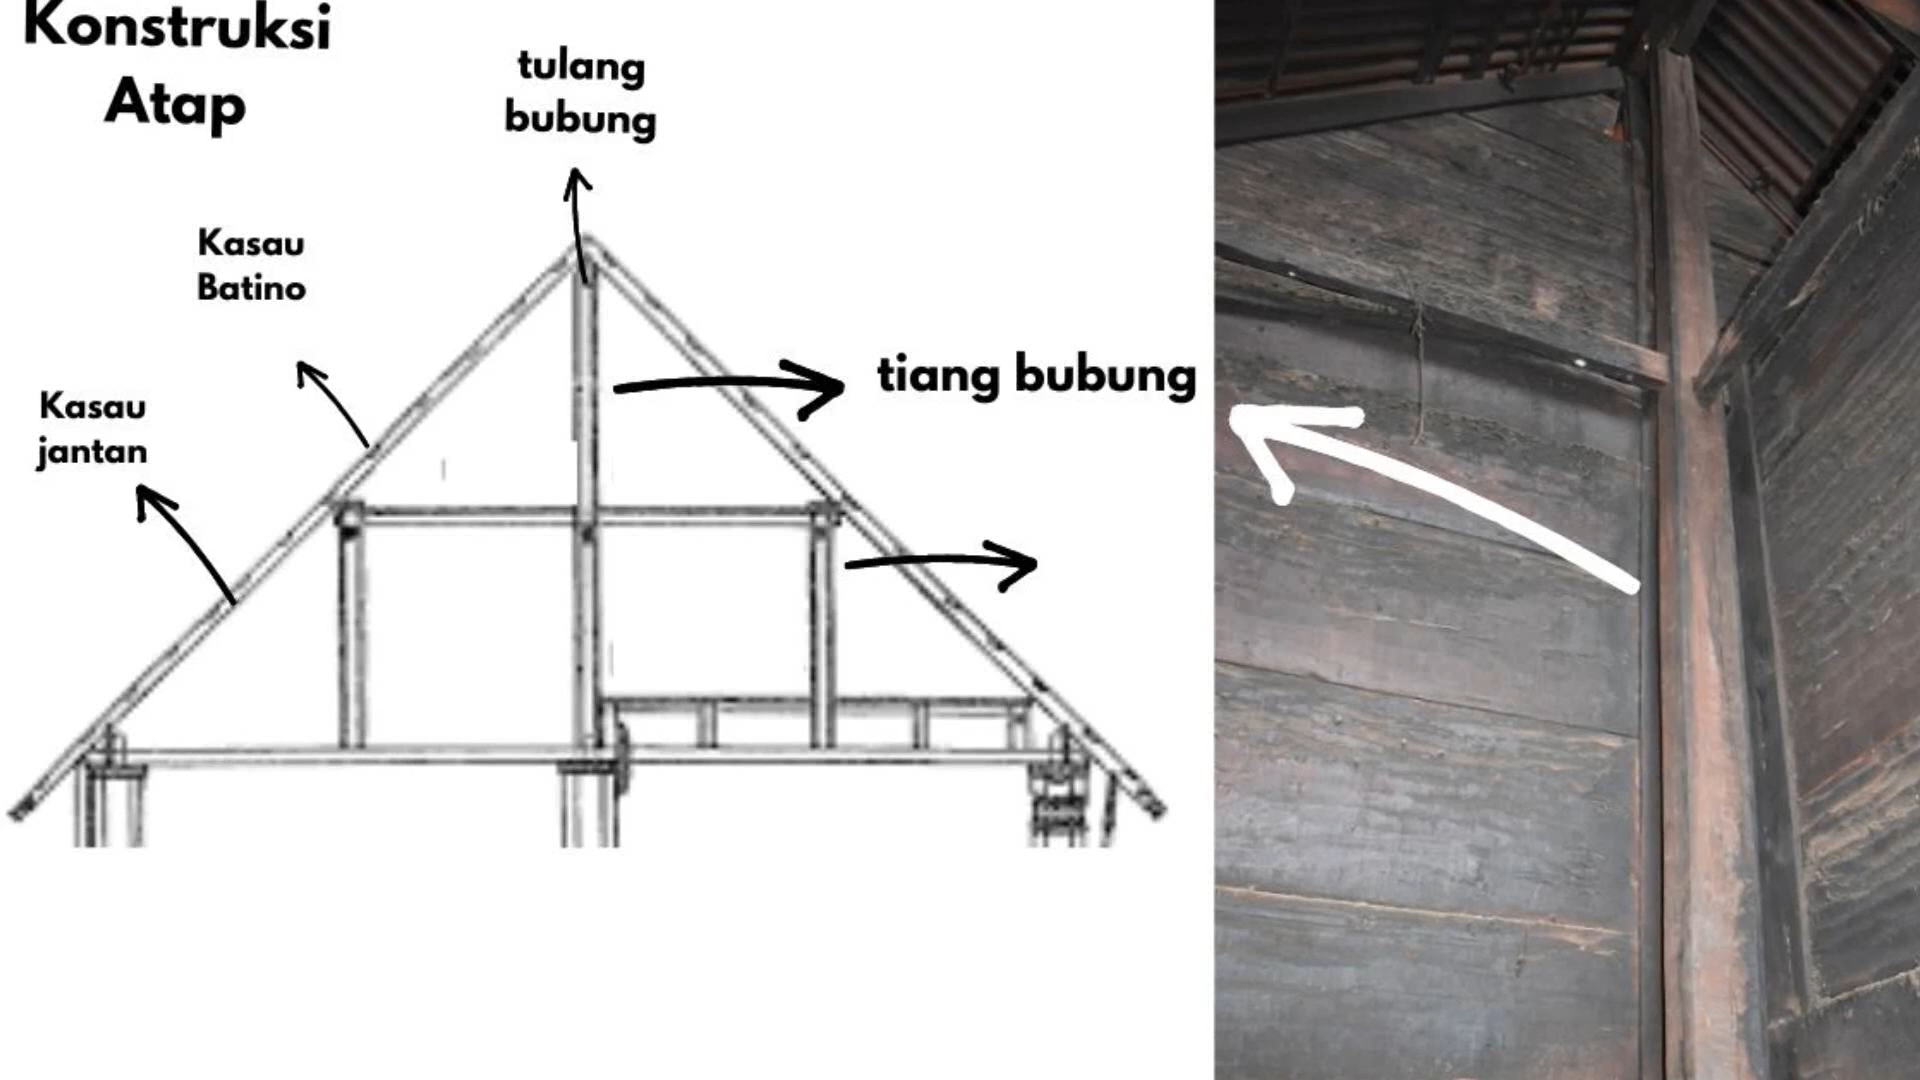 Konstruksi
Atap
tulang
bubung
Kasau
Batino
Kasau
jantan
tiang bubung